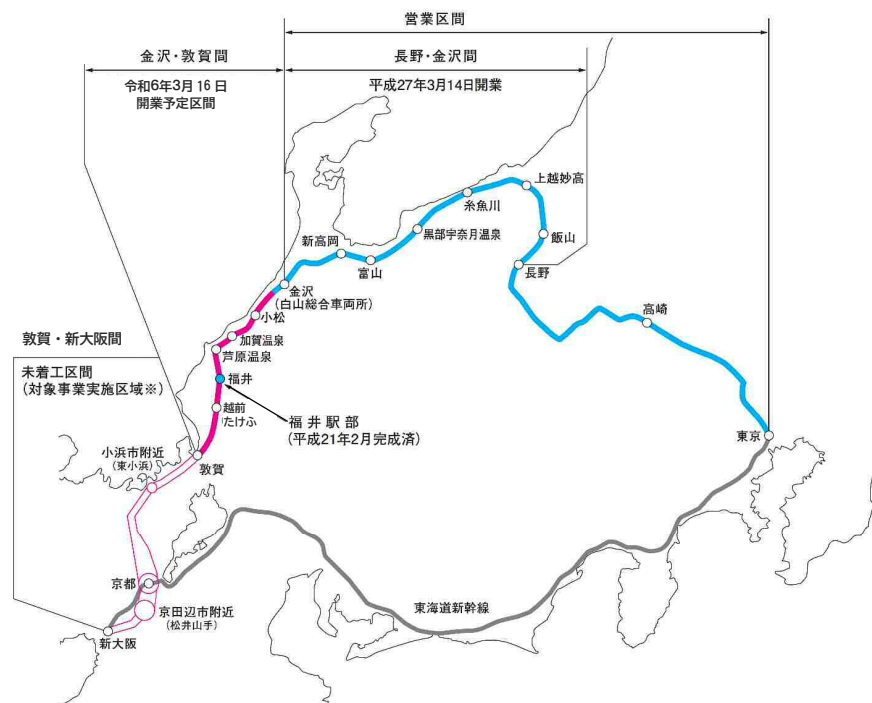 営業区間
金沢・敦賀間
長野・金沢間
令和6年3月16日
開業予定区間
平成27年3月14日開業
上越妙高
糸魚川
黒部宇奈月温泉
飯山
新高岡
富山
長野
金沢
(白山総合車両所)
小松
高崎
加賀温泉
芦原温泉
敦賀・新大阪間
未着工区間
(対象事業実施区域※)
福井
越前
たけふ
福井駅部
(平成21年2月完成済)
東京
小浜市附近
(東小浜)
敦賀
京都
京田辺市附近
(松井山手)
東海道新幹線
新大阪